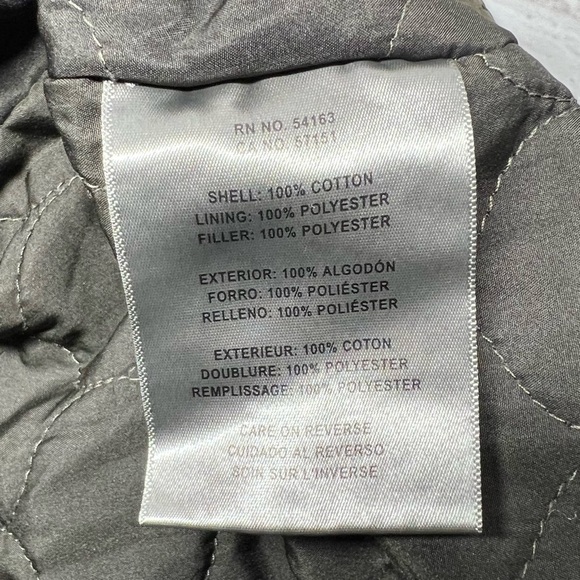 RN NO. 54163
CA NO. 57151
SHELL: 100% COTTON
LINING: 100% POLYESTER
FILLER: 100% POLYESTER
EXTERIOR: 100% ALGODÓN
FORRO: 100% POLIÉSTER
RELLENO: 100% POLIÉSTER
EXTERIEUR: 100% COTON
DOUBLURE: 100% POLYESTER
REMPLISSAGE: 100% POLYESTER
CARE ON REVERSE
CUIDADO AL REVERSO
SOIN SUR L'INVERSE